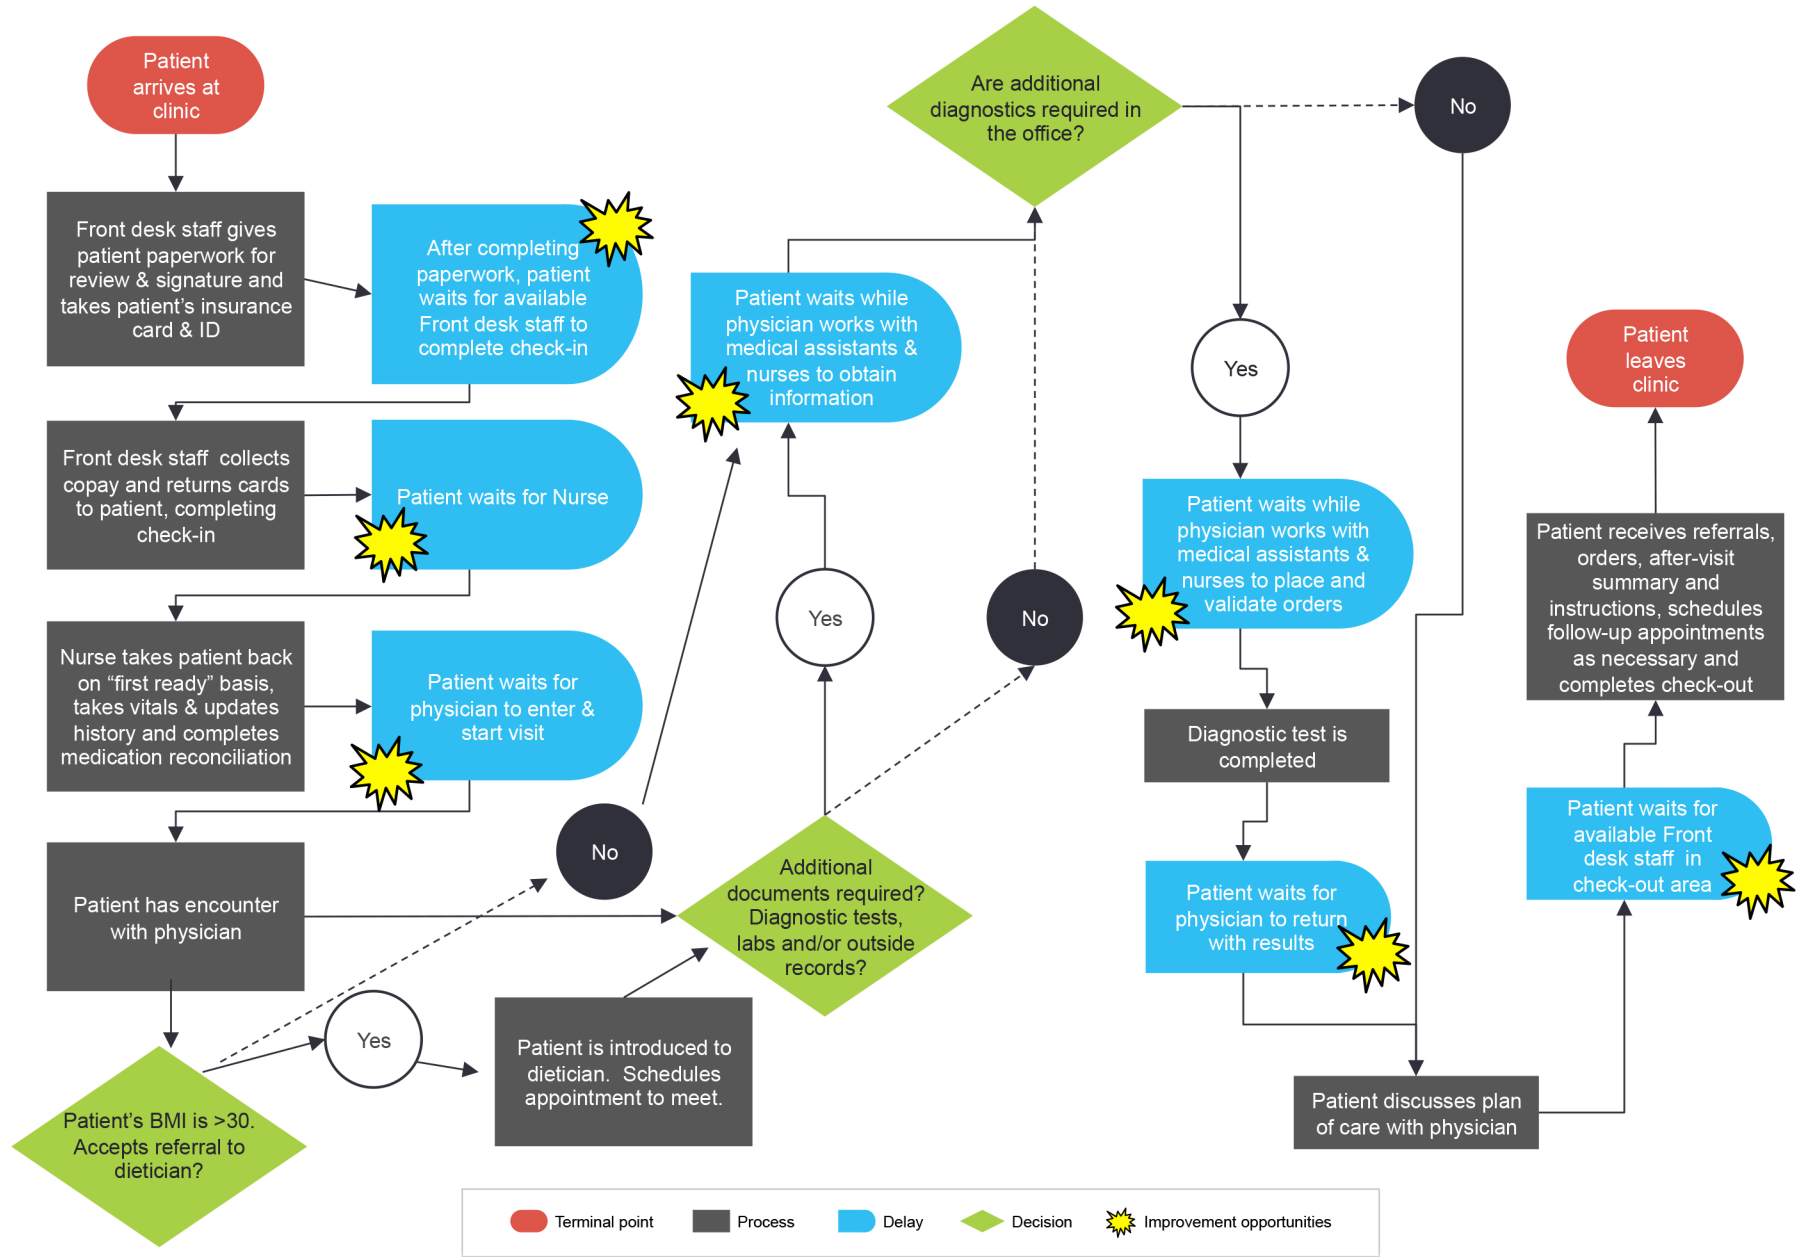 Patient
arrives at
clinic
Front desk staff gives
patient paperwork for
review & signature and
takes patient’s insurance
card & ID
After completing
paperwork, patient
waits for available
Front desk staff to
complete check-in
Front desk staff collects
copay and returns cards
to patient, completing
check-in
Patient waits for Nurse
Nurse takes patient back
on “first ready” basis,
takes vitals & updates
history and completes
medication reconciliation
Patient waits for
physician to enter &
start visit
Patient has encounter
with physician
Patient’s BMI is >30.
Accepts referral to
dietician?
No
Yes
Patient is introduced to
dietician. Schedules
appointment to meet.
Additional
documents required?
Diagnostic tests,
labs and/or outside
records?
Yes
No
Patient waits while
physician works with
medical assistants &
nurses to obtain
information
Are additional
diagnostics required in
the office?
No
Yes
Patient waits while
physician works with
medical assistants &
nurses to place and
validate orders
Diagnostic test is
completed
Patient waits for
physician to return
with results
Patient discusses plan
of care with physician
Patient waits for
available Front
desk staff in
check-out area
Patient receives referrals,
orders, after-visit
summary and
instructions, schedules
follow-up appointments
as necessary and
completes check-out
Patient
leaves
clinic
Terminal point
Process
Delay
Decision
Improvement opportunities